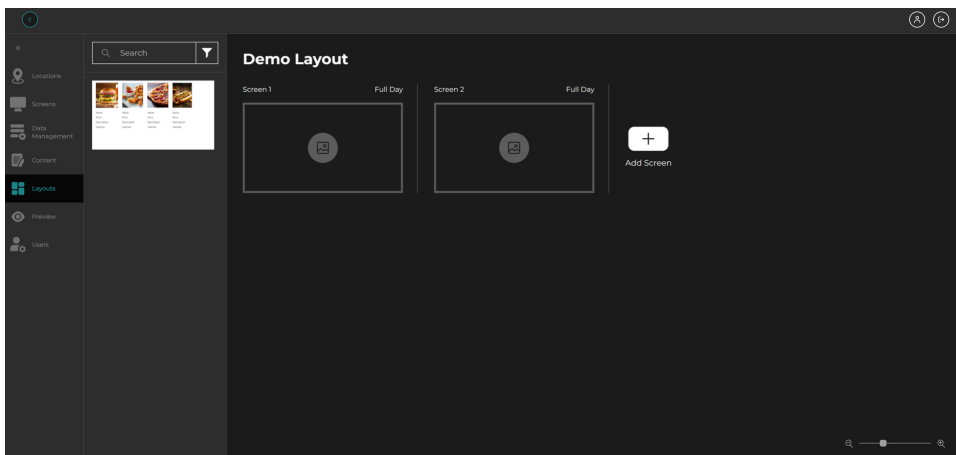 Search
Locations
Screens
Data
Management
Content
Layouts
Preview
Users
Demo Layout
Screen 1 Full Day
Screen 2 Full Day
Add Screen